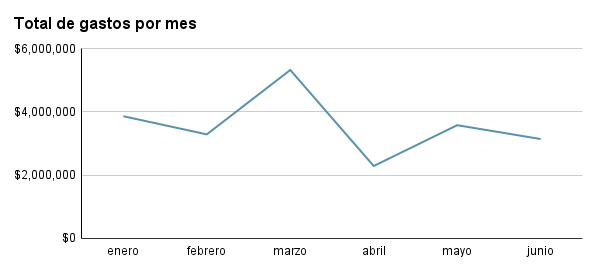 Total de gastos por mes
$6,000,000
$4,000,000
$2,000,000
$0
enero febrero marzo abril mayo junio